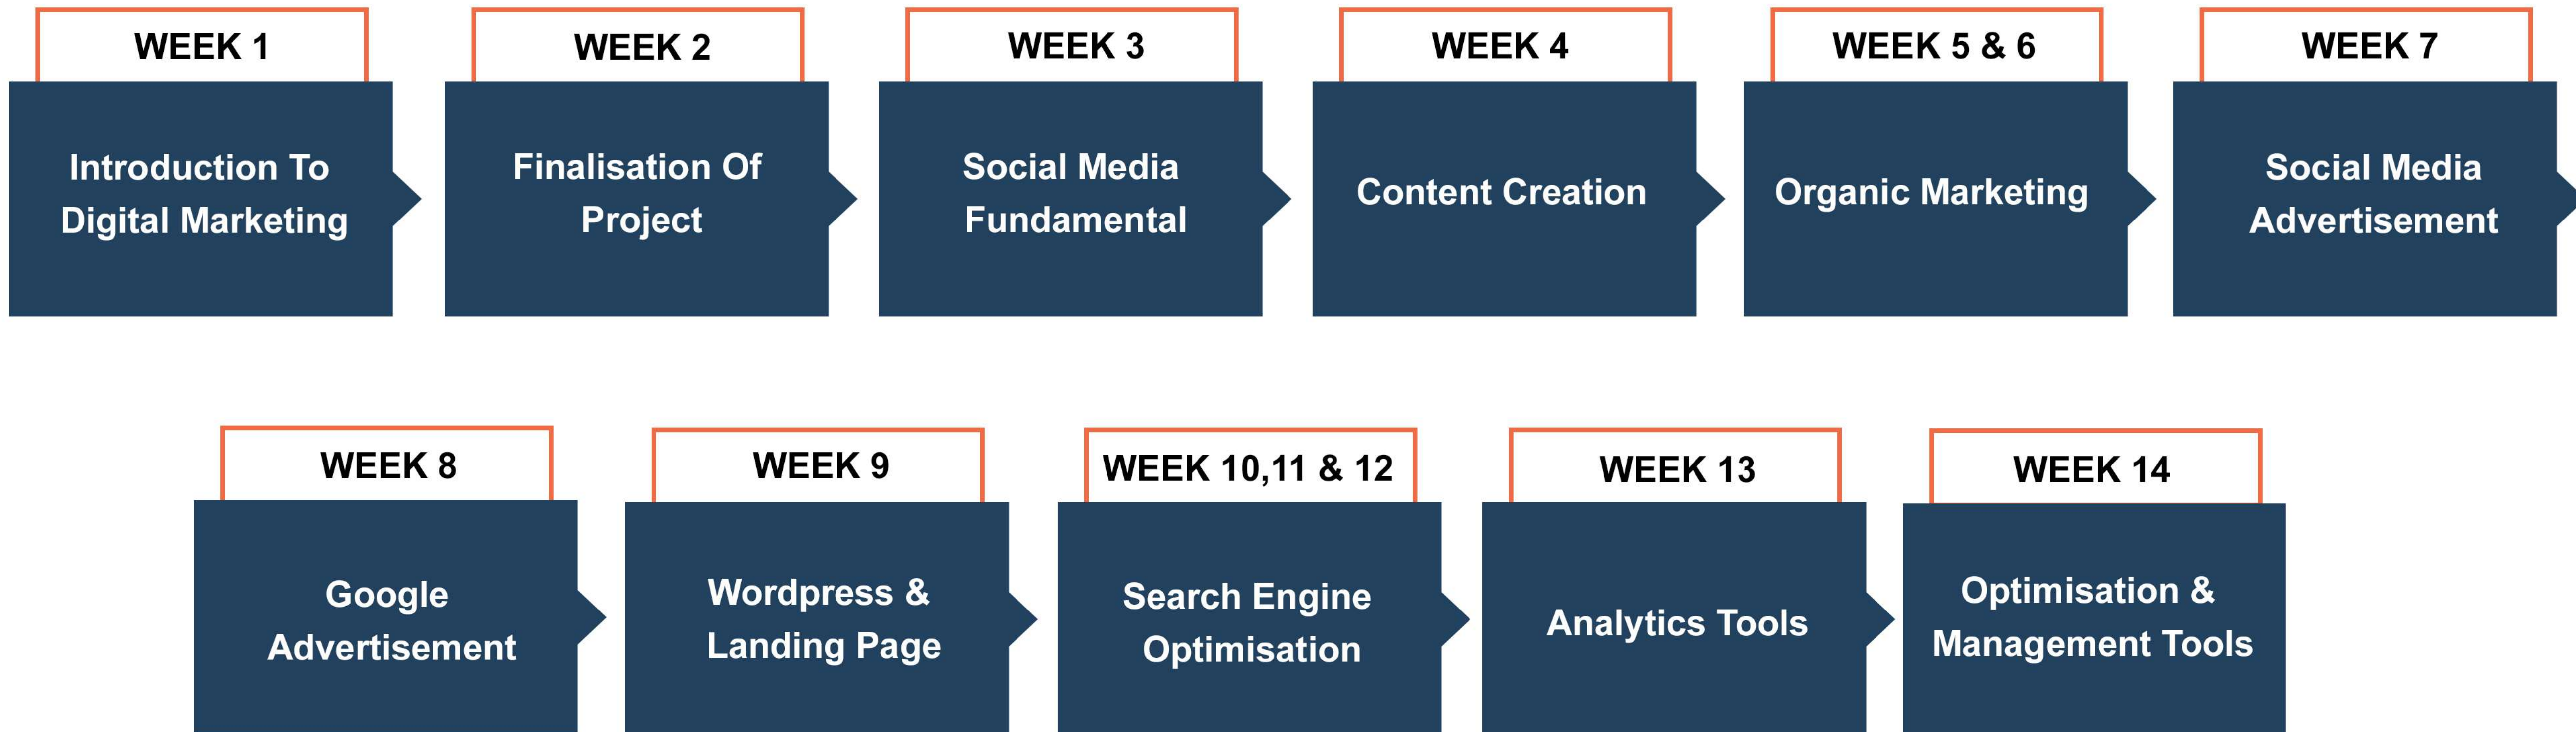 WEEK 1
Introduction To
Digital Marketing
WEEK 2
Finalisation Of
Project
WEEK 3
Social Media
Fundamental
WEEK 4
Content Creation
WEEK 5 & 6
Organic Marketing
WEEK 7
Social Media
Advertisement
WEEK 8
Google
Advertisement
WEEK 9
Wordpress &
Landing Page
WEEK 10,11 & 12
Search Engine
Optimisation
WEEK 13
Analytics Tools
WEEK 14
Optimisation &
Management Tools